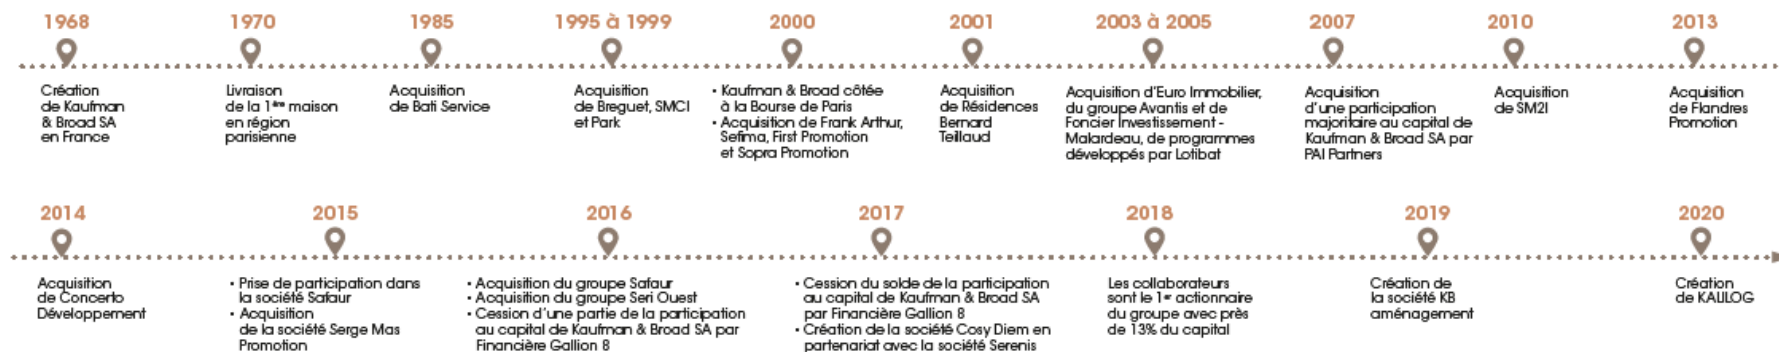 1968
Création
de Kaufman
& Broad SA
en France
1970
Livraison
de la 1ère maison
en région
parisienne
1985
Acquisition
de Bati Service
1995 à 1999
Acquisition
de Breguet, SMCI
et Park
2000
• Kaufman & Broad côtée
à la Bourse de Paris
• Acquisition de Frank Arthur,
Sefima, First Promotion
et Sopra Promotion
2001
Acquisition
de Résidences
Bernard
Teillaud
2003 à 2005
Acquisition d'Euro Immobilier,
du groupe Avantis et de
Foncier Investissement -
Malardeau, de programmes
développés par Lotibat
2007
Acquisition
d'une participation
majoritaire au capital de
Kaufman & Broad SA par
PAI Partners
2010
Acquisition
de SM2I
2013
Acquisition
de Flandres
Promotion
2014
Acquisition
de Concerto
Développement
2015
• Prise de participation dans
la société Safaur
• Acquisition
de la société Serge Mas
Promotion
2016
• Acquisition du groupe Safaur
• Acquisition du groupe Seri Ouest
• Cession d'une partie de la participation
au capital de Kaufman & Broad SA par
Financière Gallion 8
2017
• Cession du solde de la participation
au capital de Kaufman & Broad SA
par Financière Gallion 8
• Création de la société Cosy Diem en
partenariat avec la société Serenis
2018
Les collaborateurs
sont le 1er actionnaire
du groupe avec près
de 13% du capital
2019
Création de
la société KB
aménagement
2020
Création
de KALILOG